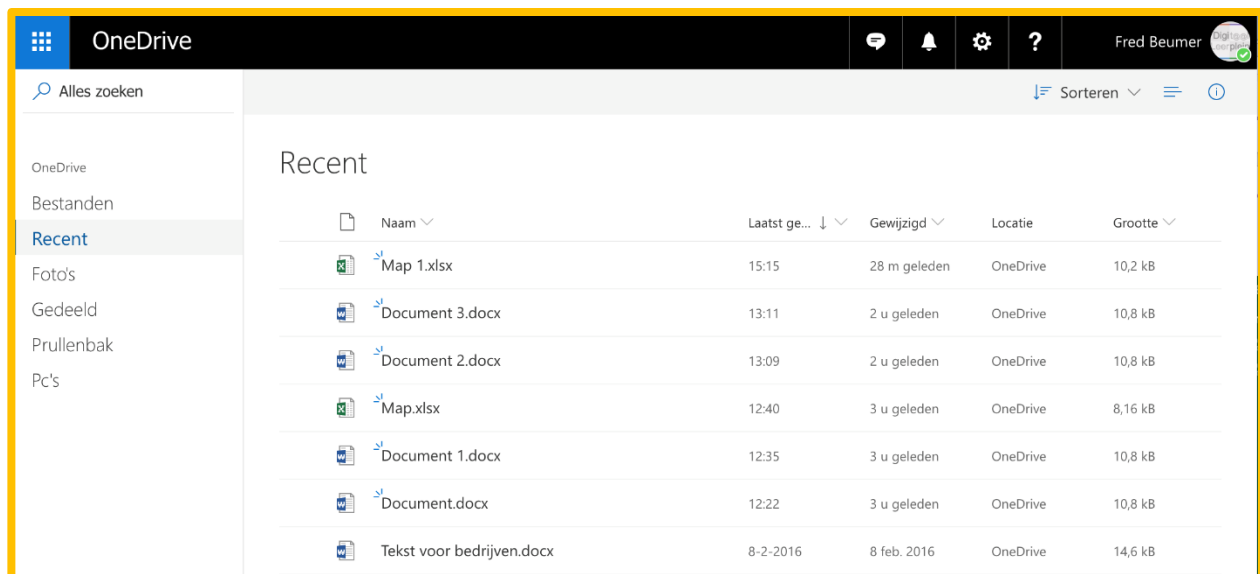 OneDrive
Fred Beumer
Alles zoeken
Sorteren
OneDrive
Bestanden
Recent
Foto's
Gedeeld
Prullenbak
Pc's
Recent
Naam Laatst ge... Gewijzigd Locatie Grootte
Map 1.xlsx 15:15 28 m geleden OneDrive 10,2 kB
Document 3.docx 13:11 2 u geleden OneDrive 10,8 kB
Document 2.docx 13:09 2 u geleden OneDrive 10,8 kB
Map.xlsx 12:40 3 u geleden OneDrive 8,16 kB
Document 1.docx 12:35 3 u geleden OneDrive 10,8 kB
Document.docx 12:22 3 u geleden OneDrive 10,8 kB
Tekst voor bedrijven.docx 8-2-2016 8 feb. 2016 OneDrive 14,6 kB